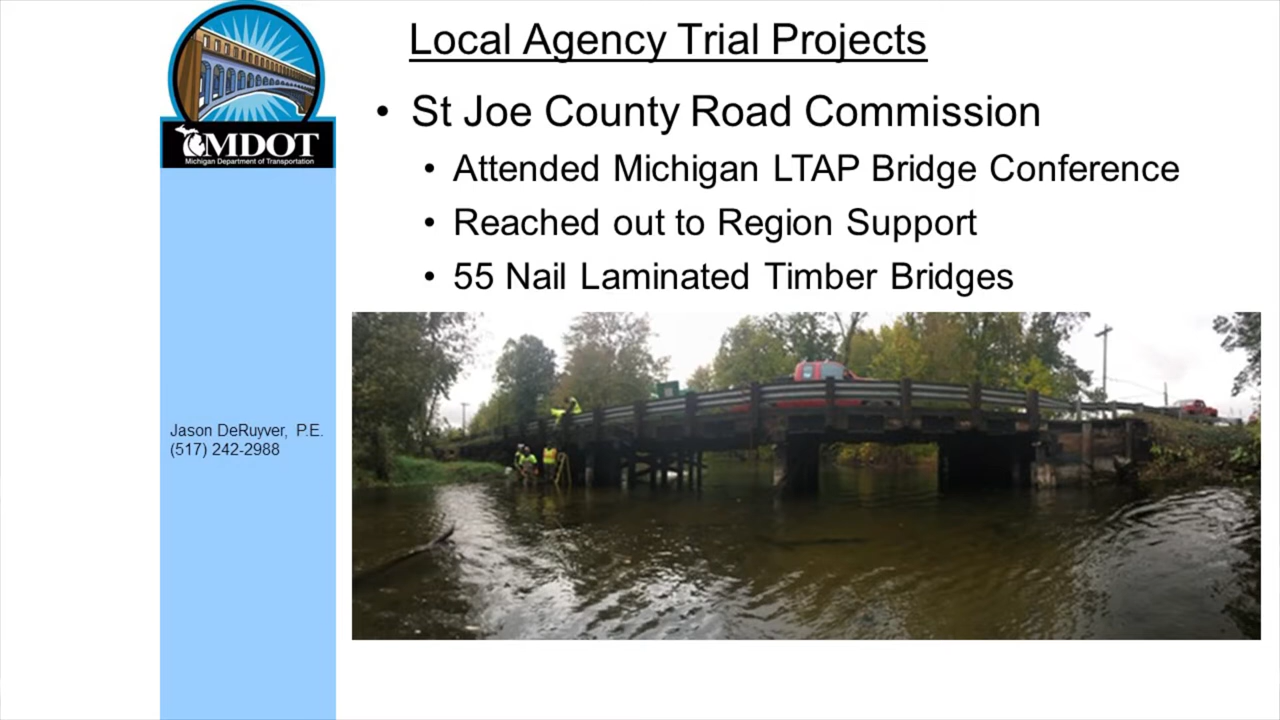 Local Agency Trial Projects
• St Joe County Road Commission
• Attended Michigan LTAP Bridge Conference
• Reached out to Region Support
• 55 Nail Laminated Timber Bridges
MDOT
Michigan Department of Transportation
Jason DeRuyver, P.E.
(517) 242-2988